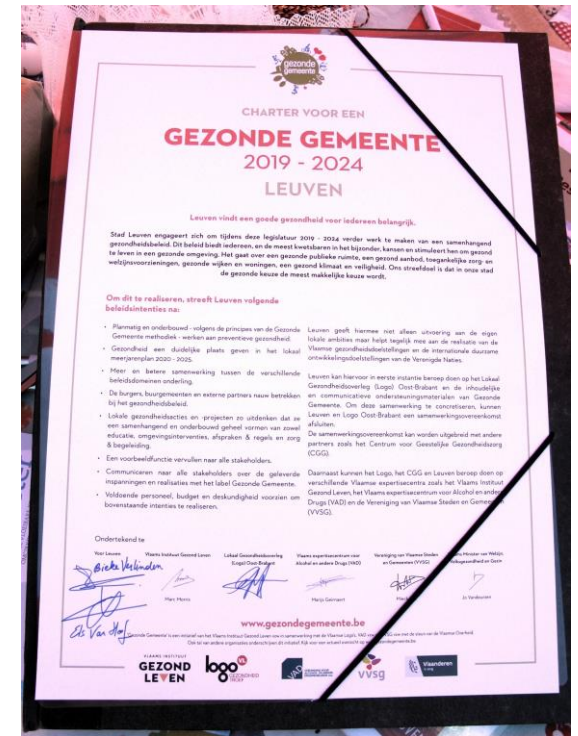 gezonde
gemeente
CHARTER VOOR EEN
GEZONDE GEMEENTE
2019 - 2024
LEUVEN
Leuven vindt een goede gezondheid voor iedereen belangrijk.
Stad Leuven engageert zich om tijdens deze legislatuur 2019 - 2024 verder werk te maken van een samenhangend
gezondheidsbeleid. Dit beleid biedt iedereen, en de meest kwetsbaren in het bijzonder, kansen en stimuleert hen om gezond
te leven in een gezonde omgeving. Het gaat over een gezonde publieke ruimte, een gezond aanbod, toegankelijke zorg- en
welzijnsvoorzieningen, gezonde wijken en woningen, een gezond klimaat en veiligheid. Ons streefdoel is dat in onze stad
de gezonde keuze de meest makkelijke keuze wordt.
Om dit te realiseren, streeft Leuven volgende
beleidsintenties na:
• Planmatig en onderbouwd - volgens de principes van de Gezonde
Gemeente methodiek - werken aan preventieve gezondheid.
• Gezondheid een duidelijke plaats geven in het lokaal
meerjarenplan 2020 - 2025.
• Meer en betere samenwerking tussen de verschillende
beleidsdomeinen onderling.
• De burgers, buurgemeenten en externe partners nauw betrekken
bij het gezondheidsbeleid.
• Lokale gezondheidsacties en -projecten zo uitdenken dat ze
een samenhangend en onderbouwd geheel vormen van zowel
educatie, omgevingsinterventies, afspraken & regels en zorg
& begeleiding.
• Een voorbeeldfunctie vervullen naar alle stakeholders.
• Communiceren naar alle stakeholders over de geleverde
inspanningen en realisaties met het label Gezonde Gemeente.
• Voldoende personeel, budget en deskundigheid voorzien om
bovenstaande intenties te realiseren.
Leuven geeft hiermee niet alleen uitvoering aan de eigen
lokale ambities maar helpt tegelijk mee aan de realisatie van de
Vlaamse gezondheidsdoelstellingen en de internationale duurzame
ontwikkelingsdoelstellingen van de Verenigde Naties.
Leuven kan hiervoor in eerste instantie beroep doen op het Lokaal
Gezondheidsoverleg (Logo) Oost-Brabant en de inhoudelijke
en communicatieve ondersteuningsmaterialen van Gezonde
Gemeente. Om deze samenwerking te concretiseren, kunnen
Leuven en Logo Oost-Brabant een samenwerkingsovereenkomst
afsluiten.
De samenwerkingsovereenkomst kan worden uitgebreid met andere
partners zoals het Centrum voor Geestelijke Gezondheidszorg
(CGG).
Daarnaast kunnen het Logo, het CGG en Leuven beroep doen op
verschillende Vlaamse expertisecentra zoals het Vlaams Instituut
Gezond Leven, het Vlaams expertisecentrum voor Alcohol en andere
Drugs (VAD) en de Vereniging van Vlaamse Steden en Gemeenten
(VVSG).
Ondertekend te
Voor Leuven
Vlaams Instituut Gezond Leven
Lokaal Gezondheidsoverleg
(Logo) Oost-Brabant
Vlaams expertisecentrum voor
Alcohol en andere Drugs (VAD)
Vereniging van Vlaamse Steden
en Gemeenten (VVSG)
Minister van Welzijn,
Volksgezondheid en Gezin
Bieke Verlinden
Els Van Hoof
Marijs Geirnaert
Jo Vandeurzen
www.gezondegemeente.be
VLAAMS INSTITUUT
GEZOND
LEVEN
logo
GEZONDHEID
TROEF
VAD
vvsg
Vlaanderen